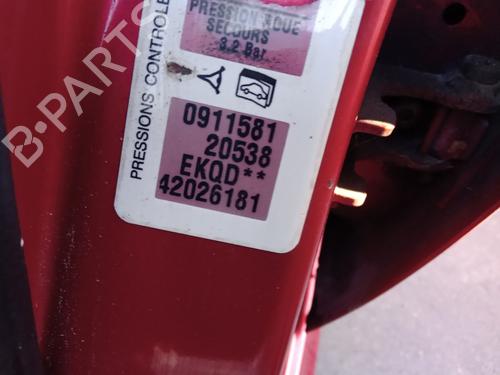 PRESSION ROUE
SECOURS
3.2 Bar
PRESSIONS CONTROLE
0911581
20538
EKQD**
42026181
B-PARTS